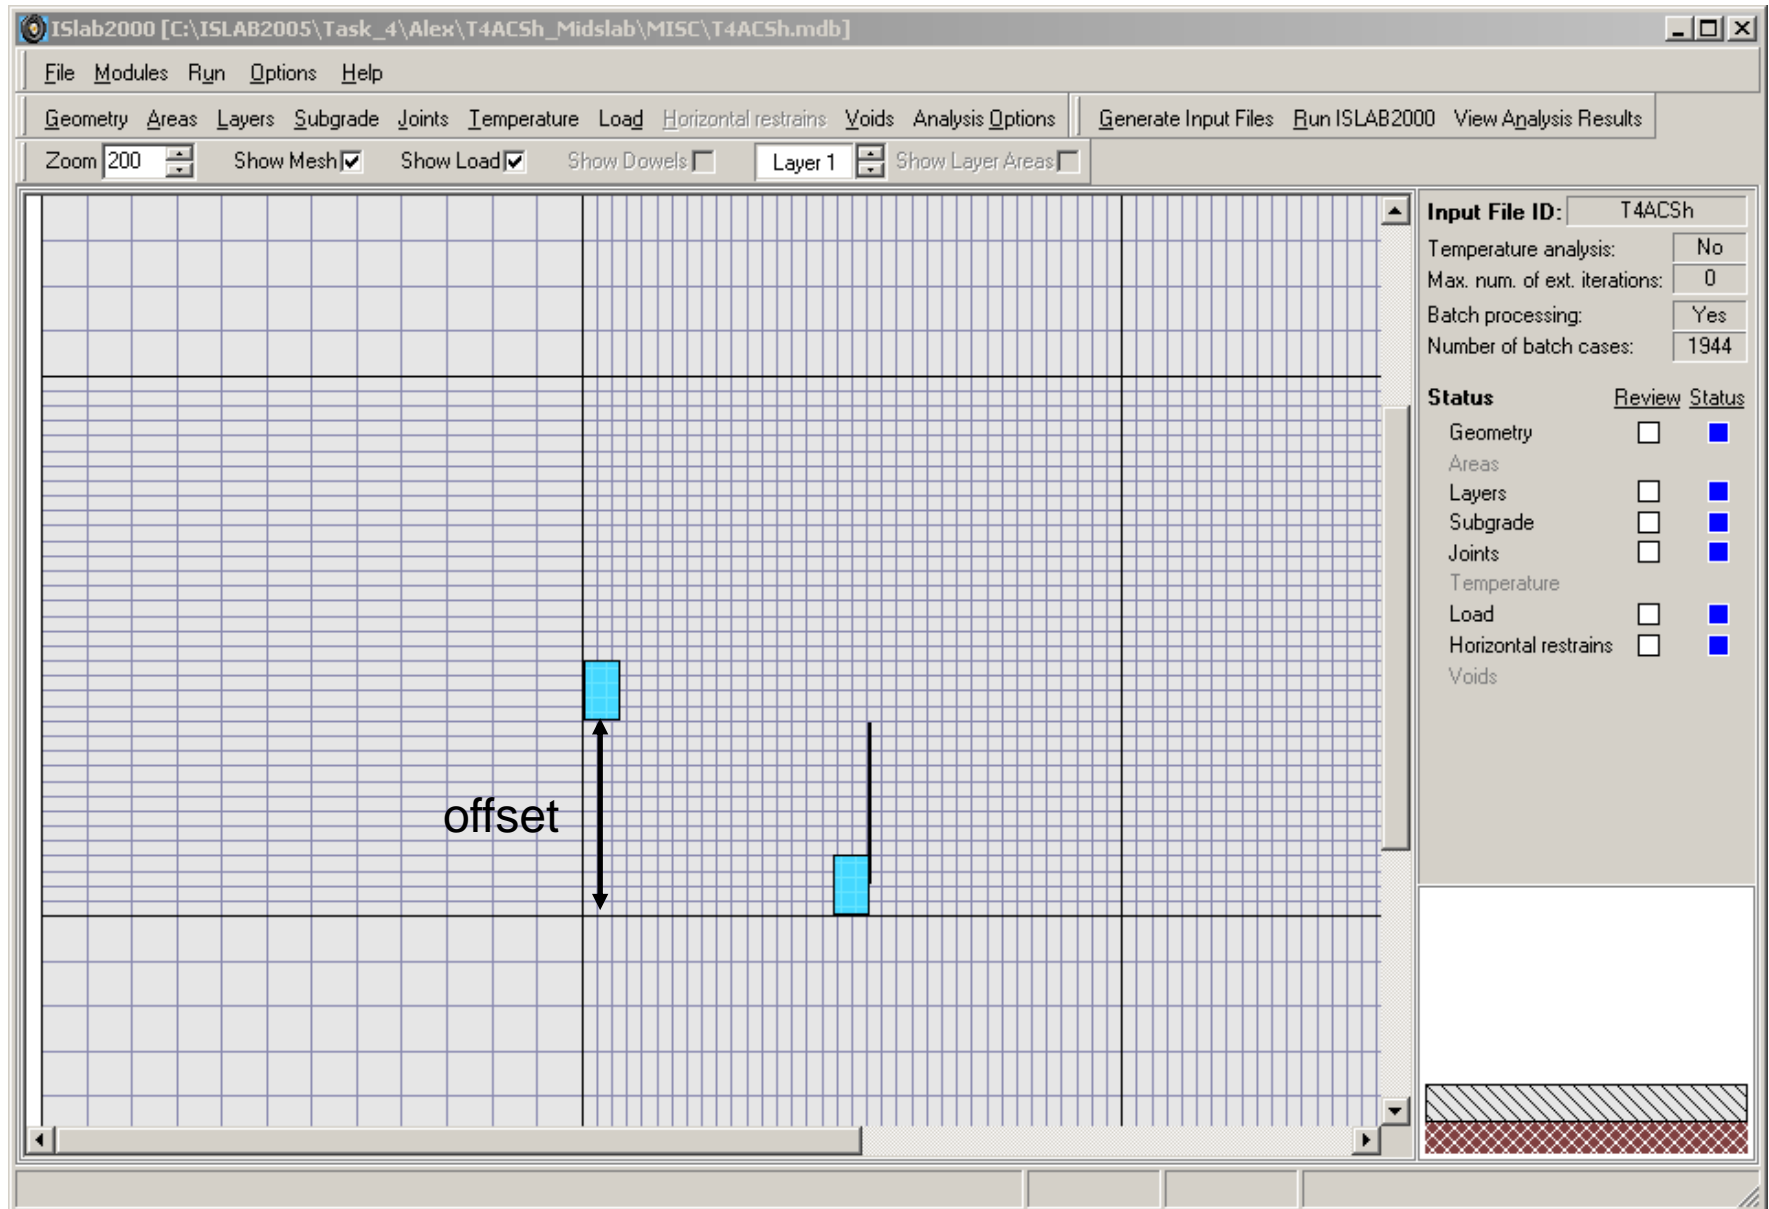 ISlab2000 [C:\ISLAB2005\Task_4\Alex\T4ACSh_Midslab\MISC\T4ACSh.mdb]
File Modules Run Options Help
Geometry Areas Layers Subgrade Joints Temperature Load Horizontal restrains Voids Analysis Options Generate Input Files Run ISLAB2000 View Analysis Results
Zoom 200 Show Mesh Show Load Show Dowels Layer 1 Show Layer Areas
Input File ID: T4ACSh
Temperature analysis: No
Max. num. of ext. iterations: 0
Batch processing: Yes
Number of batch cases: 1944
Status Review Status
Geometry
Areas
Layers
Subgrade
Joints
Temperature
Load
Horizontal restrains
Voids
offset